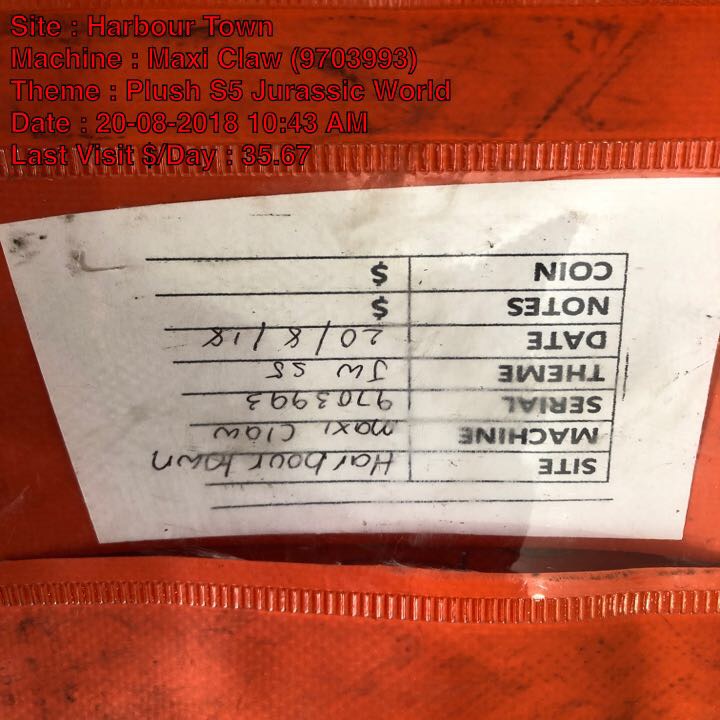 Site : Harbour Town
Machine : Maxi Claw (9703993)
Theme : Plush S5 Jurassic World
Date : 20-08-2018 10:43 AM
Last Visit $/Day : 35.67
SITE Harbour town
MACHINE maxi claw
SERIAL 9703993
THEME JW S5
DATE 20/8/18
NOTES $
COIN $